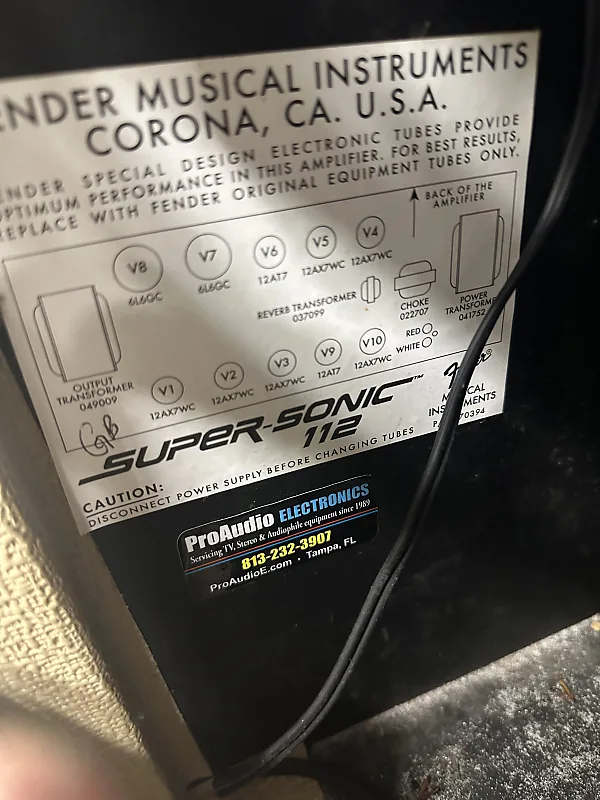 ENDER MUSICAL INSTRUMENTS
CORONA, CA. U.S.A.
ENDER SPECIAL DESIGN ELECTRONIC TUBES PROVIDE
OPTIMUM PERFORMANCE IN THIS AMPLIFIER. FOR BEST RESULTS,
REPLACE WITH FENDER ORIGINAL EQUIPMENT TUBES ONLY.
BACK OF THE
AMPLIFIER
V8
V7
V6
V5
V4
6L6GC
6L6GC
12AT7
12AX7WC
12AX7WC
REVERB TRANSFORMER
037099
CHOKE
022707
POWER
TRANSFORMER
041752
RED
WHITE
OUTPUT
TRANSFORMER
049009
V1
V2
V3
V9
V10
12AX7WC
12AX7WC
12AX7WC
12AT7
12AX7WC
GB
SUPER-SONIC™
112
Fender®
MUSICAL
INSTRUMENTS
70394
CAUTION:
DISCONNECT POWER SUPPLY BEFORE CHANGING TUBES
ProAudio ELECTRONICS
Servicing TV, Stereo & Audiophile equipment since 1989
813-232-3907
ProAudioE.com · Tampa, FL